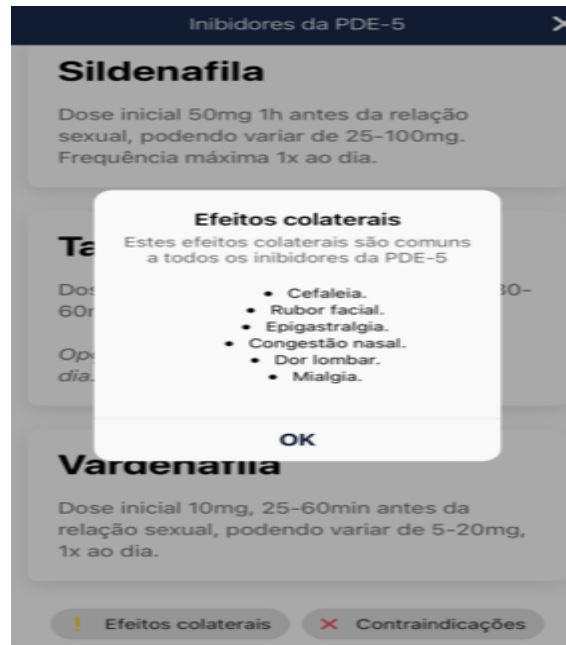 Inibidores da PDE-5
Sildenafila
Dose inicial 50mg 1h antes da relação
sexual, podendo variar de 25-100mg.
Frequência máxima 1x ao dia.
Efeitos colaterais
Estes efeitos colaterais são comuns
a todos os inibidores da PDE-5
• Cefaleia.
• Rubor facial.
• Epigastralgia.
• Congestão nasal.
• Dor lombar.
• Mialgia.
OK
dia.
Vardenafila
Dose inicial 10mg, 25-60min antes da
relação sexual, podendo variar de 5-20mg,
1x ao dia.
Efeitos colaterais
Contraindicações